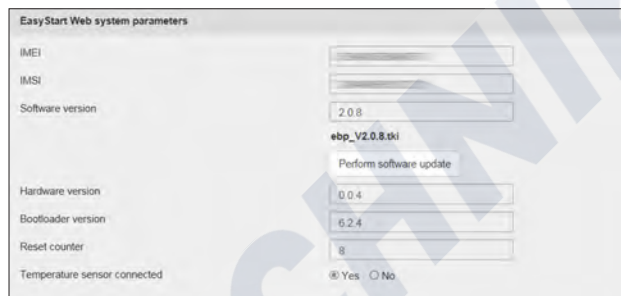 EasyStart Web system parameters
IMEI
IMSI
Software version 2.0.8
ebp_V2.0.8.tki
Perform software update
Hardware version 0.0.4
Bootloader version 6.2.4
Reset counter 8
Temperature sensor connected Yes No